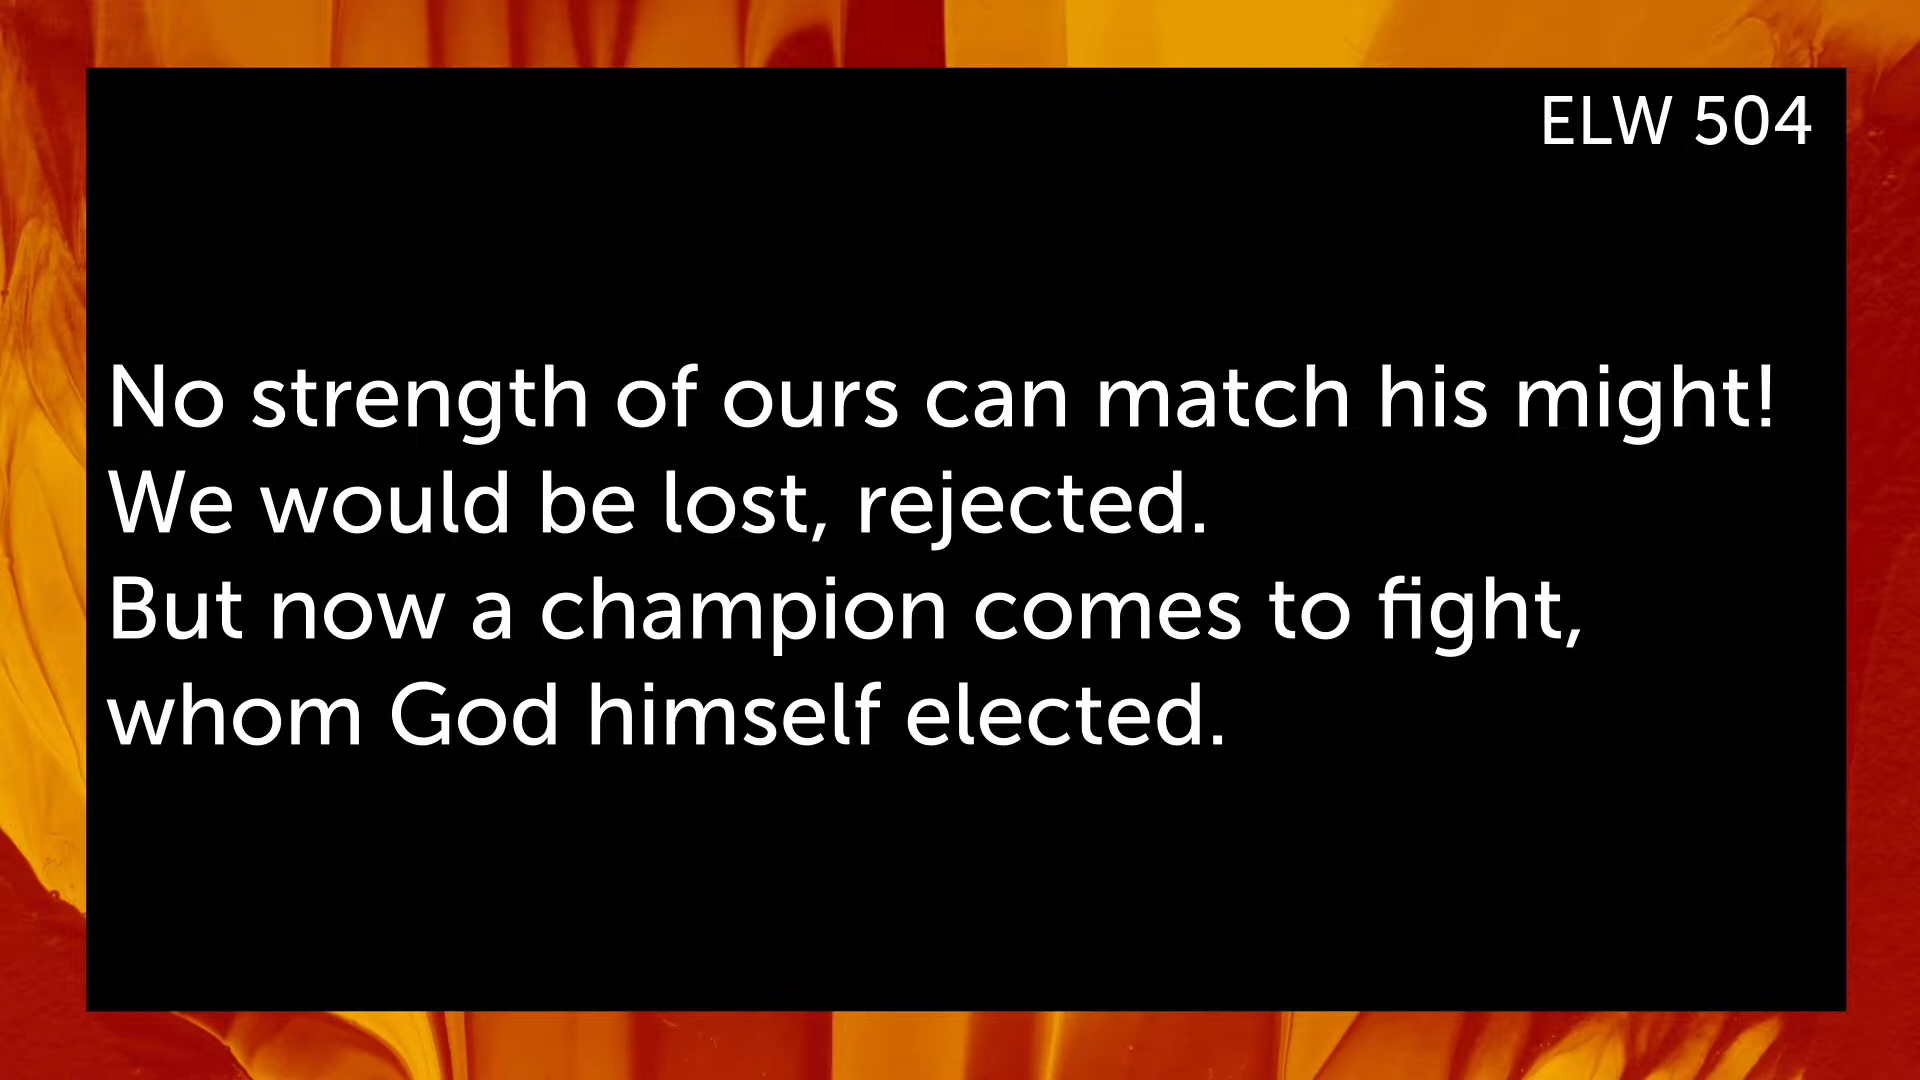 ELW 504
No strength of ours can match his might!
We would be lost, rejected.
But now a champion comes to fight,
whom God himself elected.